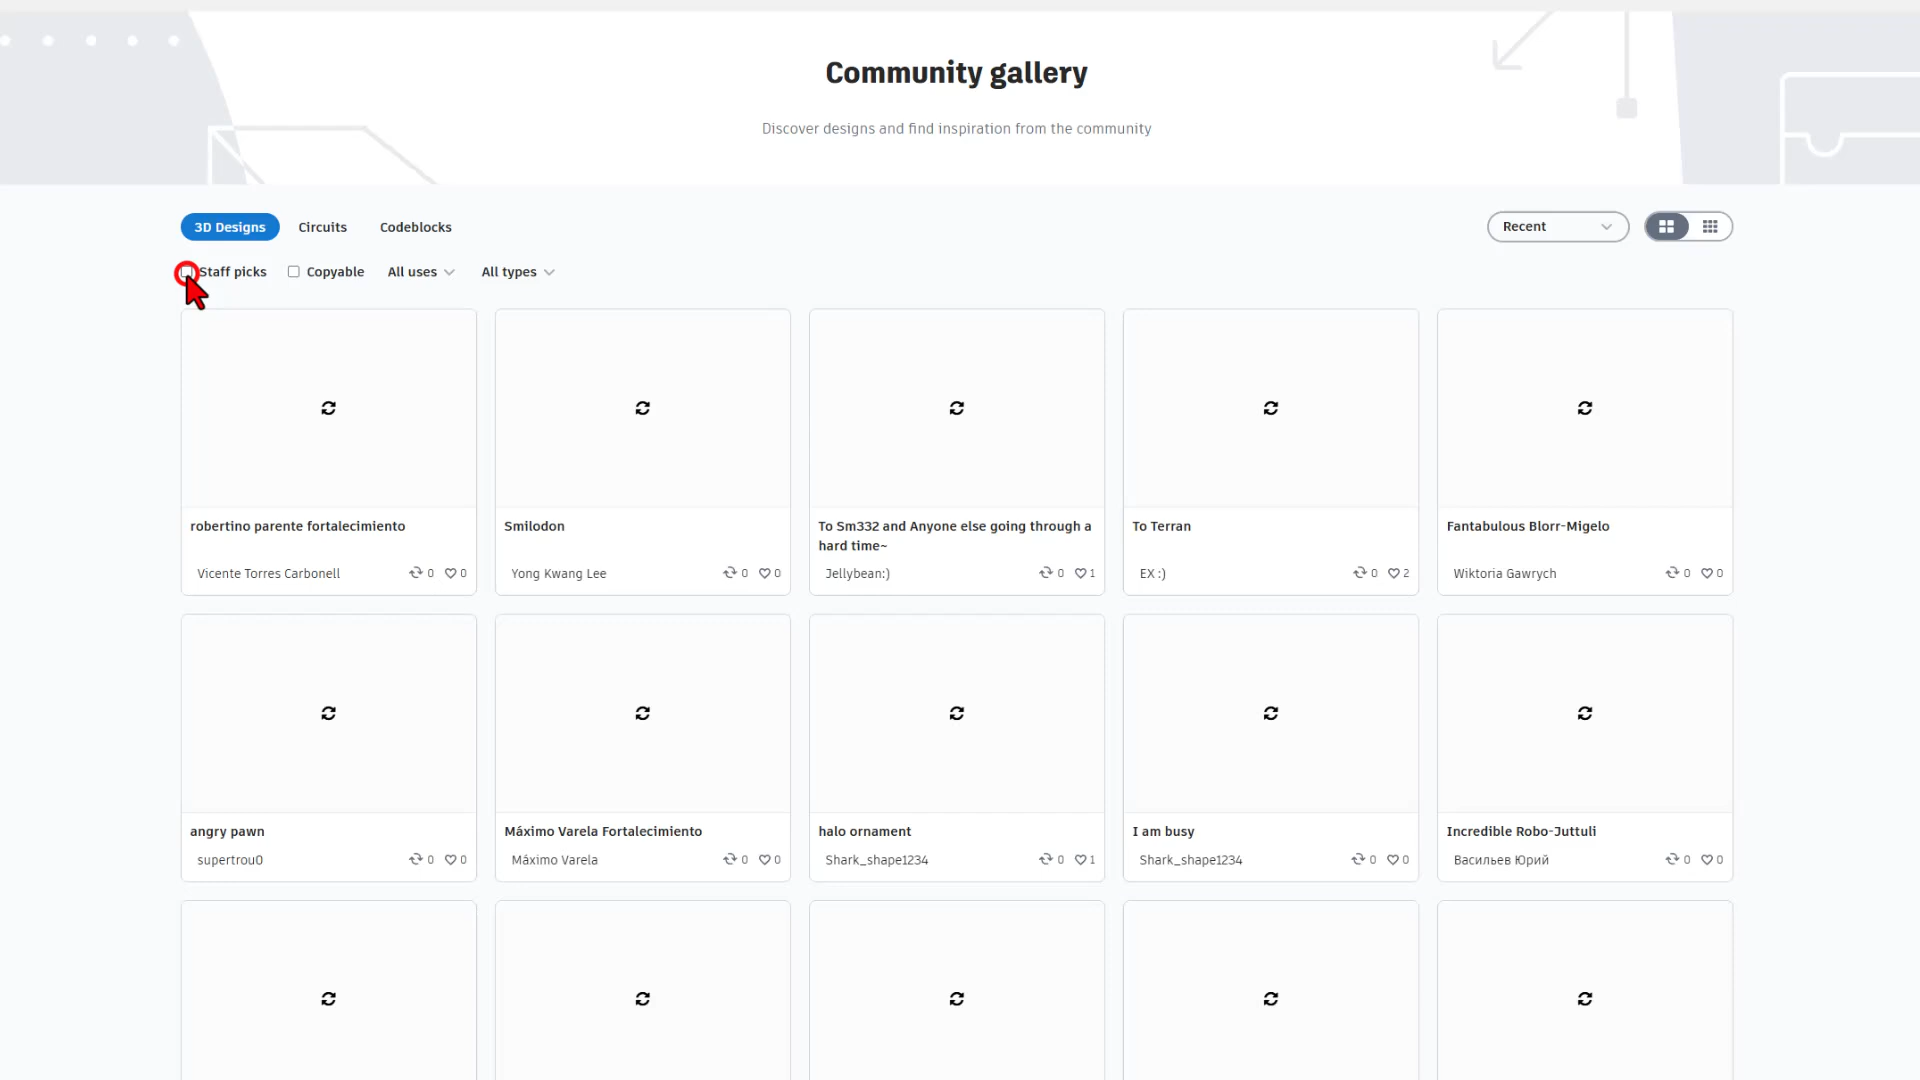 Community gallery
Discover designs and find inspiration from the community
3D Designs Circuits Codeblocks Recent
Staff picks Copyable All uses All types
robertino parente fortalecimiento
Vicente Torres Carbonell 0 0
Smilodon
Yong Kwang Lee 0 0
To Sm332 and Anyone else going through a
hard time~
Jellybean:) 0 1
To Terran
EX :) 0 2
Fantabulous Blorr-Migelo
Wiktoria Gawrych 0 0
angry pawn
supertrou0 0 0
Máximo Varela Fortalecimiento
Máximo Varela 0 0
halo ornament
Shark_shape1234 0 1
I am busy
Shark_shape1234 0 0
Incredible Robo-Juttuli
Васильев Юрий 0 0